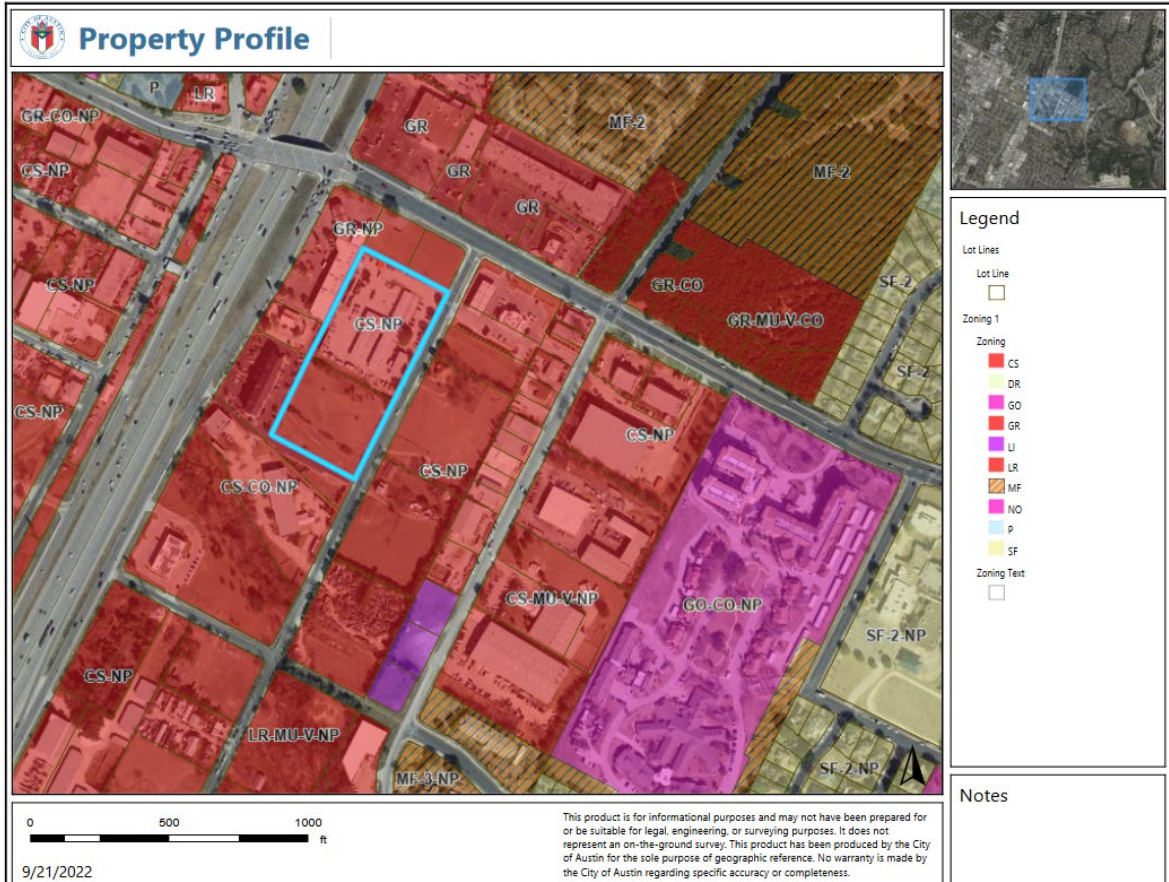 CITY OF AUSTIN
Property Profile
P
LR
GR-CO-NP
GR
MF-2
CS-NP
GR
MF-2
GR
GR-NP
SF-2
CS-NP
GR-CO
CS-NP
GR-MU-V-CO
SF-2
CS-NP
CS-NP
CS-NP
CS-CO-NP
CS-MU-V-NP
GO-CO-NP
SF-2-NP
CS-NP
LR-MU-V-NP
MF-3-NP
SF-2-NP
Legend
Lot Lines
Lot Line
Zoning 1
Zoning
CS
DR
GO
GR
LI
LR
MF
NO
P
SF
Zoning Text
Notes
0 500 1000
ft
9/21/2022
This product is for informational purposes and may not have been prepared for
or be suitable for legal, engineering, or surveying purposes. It does not
represent an on-the-ground survey. This product has been produced by the City
of Austin for the sole purpose of geographic reference. No warranty is made by
the City of Austin regarding specific accuracy or completeness.